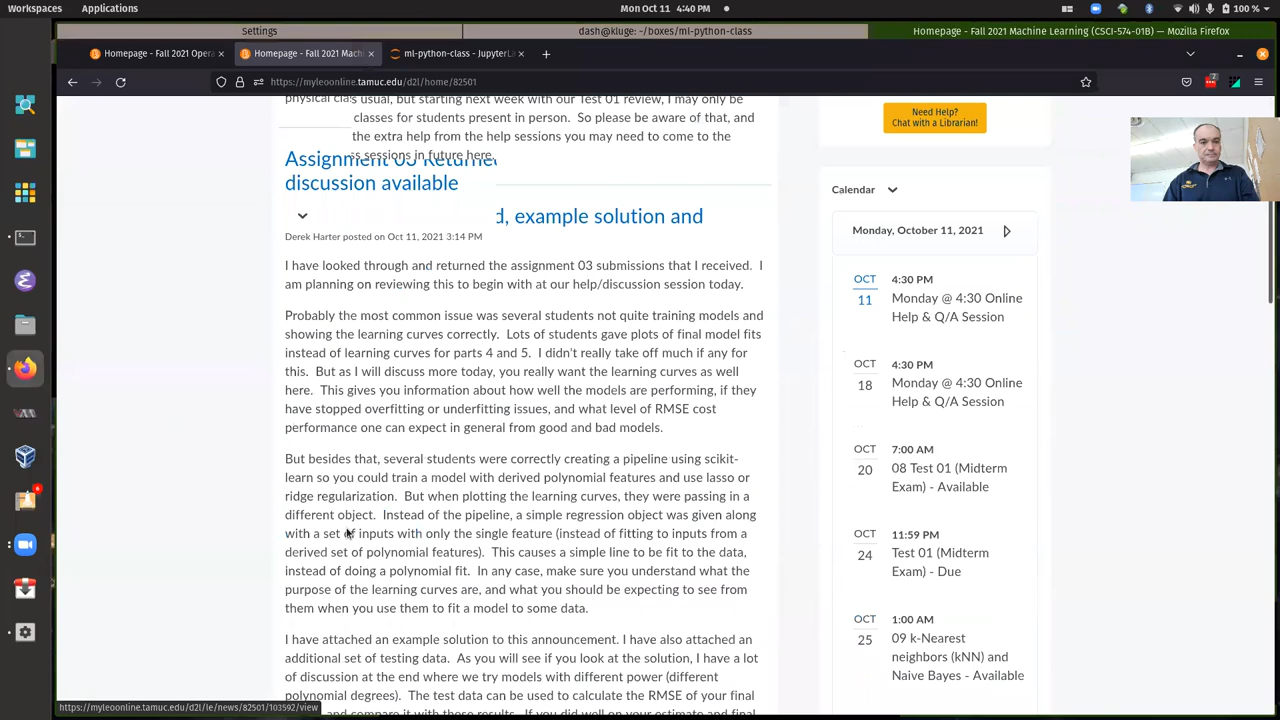 Workspaces Applications Mon Oct 11 4:40 PM 100 %
Settings dash@kluge: ~/boxes/ml-python-class Homepage - Fall 2021 Machine Learning (CSCI-574-01B) — Mozilla Firefox
Homepage - Fall 2021 Opera Homepage - Fall 2021 Mach ml-python-class - JupyterLa
https://myleoonline.tamuc.edu/d2l/home/82501
physical clas s usual, but starting next week with our Test 01 review, I may only be
classes for students present in person. So please be aware of that, and
the extra help from the help sessions you may need to come to the
ss sessions in future here.
Assignment 03 Returne
discussion available
d, example solution and
Derek Harter posted on Oct 11, 2021 3:14 PM
I have looked through and returned the assignment 03 submissions that I received. I
am planning on reviewing this to begin with at our help/discussion session today.
Probably the most common issue was several students not quite training models and
showing the learning curves correctly. Lots of students gave plots of final model fits
instead of learning curves for parts 4 and 5. I didn't really take off much if any for
this. But as I will discuss more today, you really want the learning curves as well
here. This gives you information about how well the models are performing, if they
have stopped overfitting or underfitting issues, and what level of RMSE cost
performance one can expect in general from good and bad models.
But besides that, several students were correctly creating a pipeline using scikit-
learn so you could train a model with derived polynomial features and use lasso or
ridge regularization. But when plotting the learning curves, they were passing in a
different object. Instead of the pipeline, a simple regression object was given along
with a set of inputs with only the single feature (instead of fitting to inputs from a
derived set of polynomial features). This causes a simple line to be fit to the data,
instead of doing a polynomial fit. In any case, make sure you understand what the
purpose of the learning curves are, and what you should be expecting to see from
them when you use them to fit a model to some data.
I have attached an example solution to this announcement. I have also attached an
additional set of testing data. As you will see if you look at the solution, I have a lot
of discussion at the end where we try models with different power (different
polynomial degrees). The test data can be used to calculate the RMSE of your final
and compare it with these results. If you did well on your estimate and final
https://myleoonline.tamuc.edu/d2l/le/news/82501/103592/view
Need Help?
Chat with a Librarian!
Calendar
Monday, October 11, 2021
OCT 11
4:30 PM
Monday @ 4:30 Online
Help & Q/A Session
OCT 18
4:30 PM
Monday @ 4:30 Online
Help & Q/A Session
OCT 20
7:00 AM
08 Test 01 (Midterm
Exam) - Available
OCT 24
11:59 PM
Test 01 (Midterm
Exam) - Due
OCT 25
1:00 AM
09 k-Nearest
neighbors (kNN) and
Naive Bayes - Available